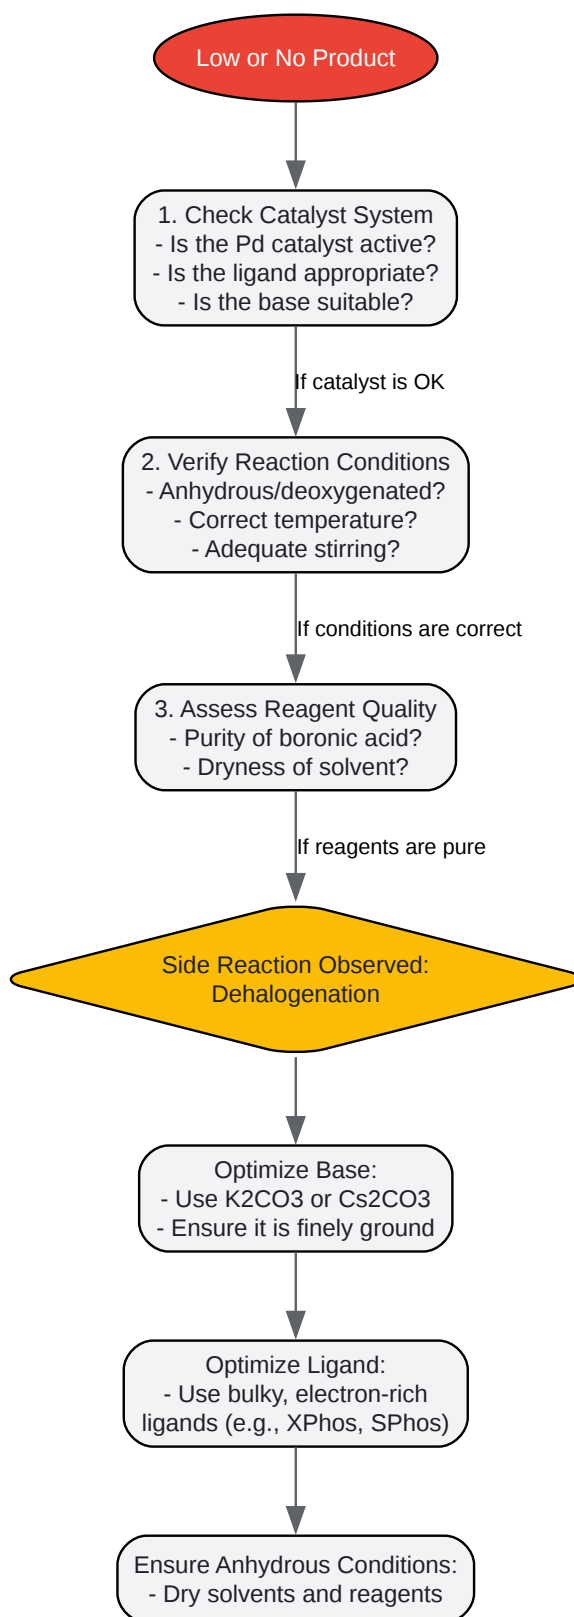 Low or No Product
1. Check Catalyst System
- Is the Pd catalyst active?
- Is the ligand appropriate?
- Is the base suitable?
If catalyst is OK
2. Verify Reaction Conditions
- Anhydrous/deoxygenated?
- Correct temperature?
- Adequate stirring?
If conditions are correct
3. Assess Reagent Quality
- Purity of boronic acid?
- Dryness of solvent?
If reagents are pure
Side Reaction Observed:
Dehalogenation
Optimize Base:
- Use K2CO3 or Cs2CO3
- Ensure it is finely ground
Optimize Ligand:
- Use bulky, electron-rich
ligands (e.g., XPhos, SPhos)
Ensure Anhydrous Conditions:
- Dry solvents and reagents